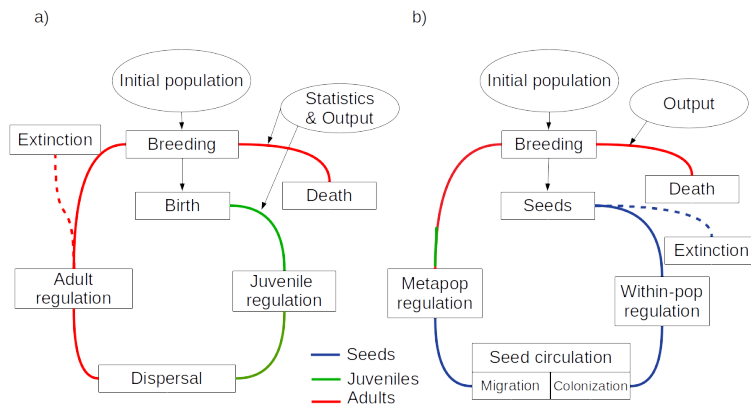 a)
Initial population
Statistics
& Output
Extinction
Breeding
Death
Birth
Adult
regulation
Juvenile
regulation
Dispersal
b)
Initial population
Output
Breeding
Death
Seeds
Extinction
Metapop
regulation
Within-pop
regulation
Seed circulation
Migration
Colonization
Seeds
Juveniles
Adults